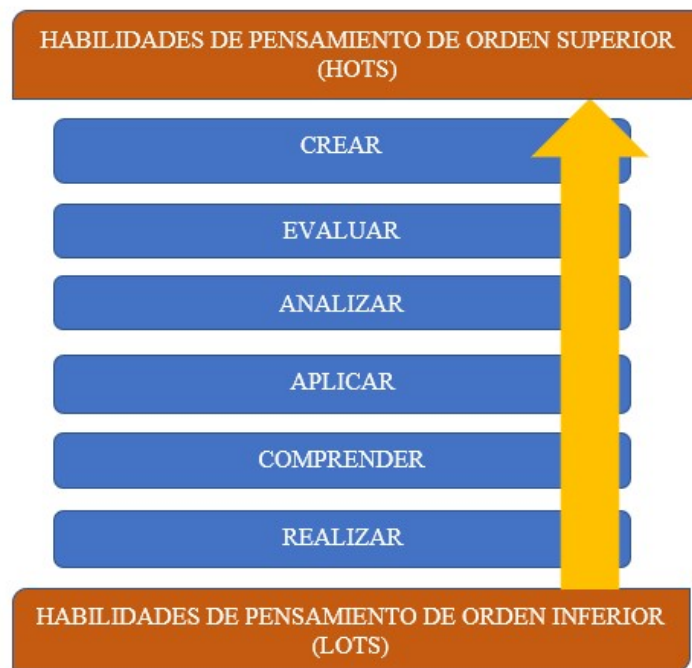 HABILIDADES DE PENSAMIENTO DE ORDEN SUPERIOR
(HOTS)
CREAR
EVALUAR
ANALIZAR
APLICAR
COMPRENDER
REALIZAR
HABILIDADES DE PENSAMIENTO DE ORDEN INFERIOR
(LOTS)